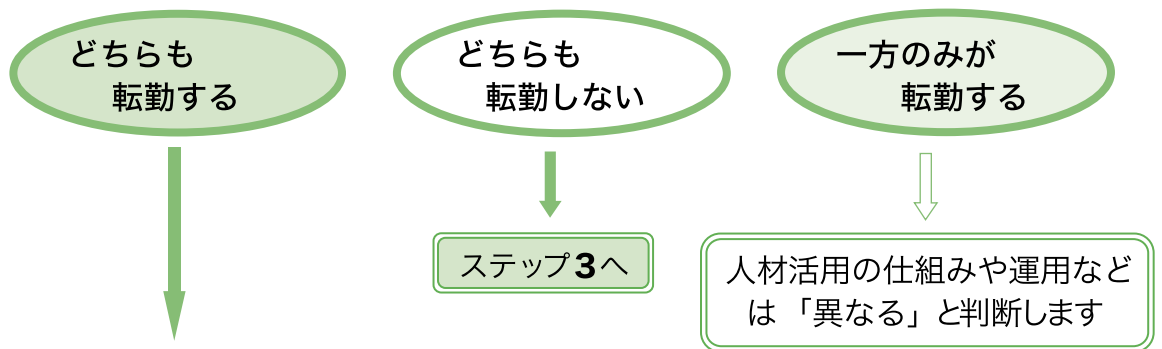 どちらも
転勤する
どちらも
転勤しない
一方のみが
転勤する
ステップ3へ
人材活用の仕組みや運用など
は「異なる」と判断します